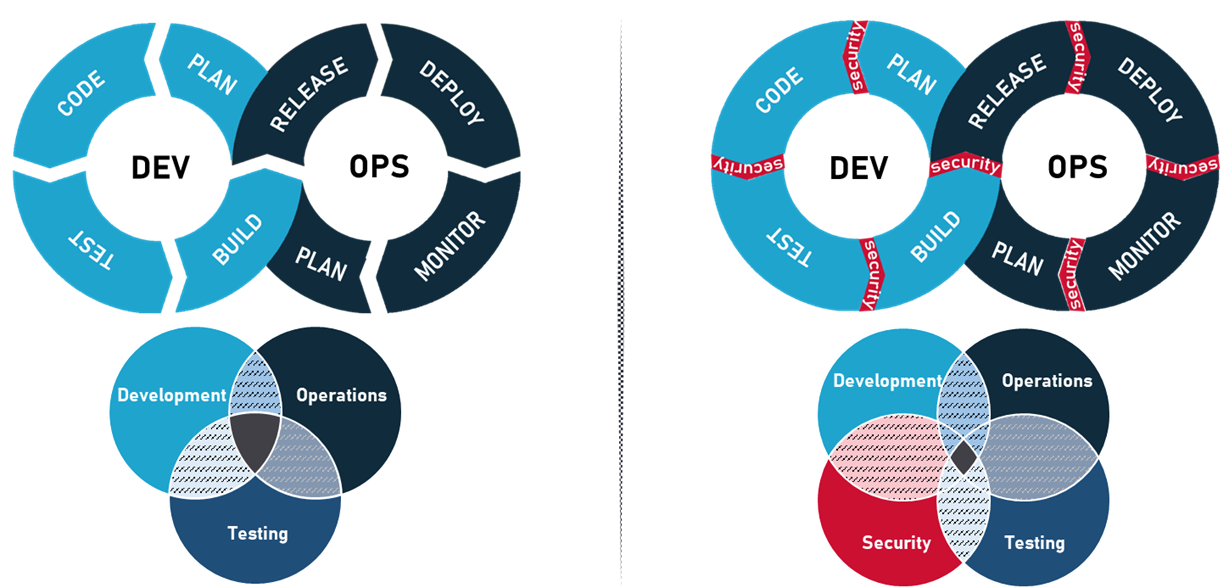 CODE
PLAN
RELEASE
DEPLOY
DEV
OPS
TEST
BUILD
PLAN
MONITOR
Development
Operations
Testing
security
security
CODE
PLAN
RELEASE
DEPLOY
security
DEV
security
OPS
security
TEST
BUILD
PLAN
MONITOR
security
security
Development
Operations
Security
Testing